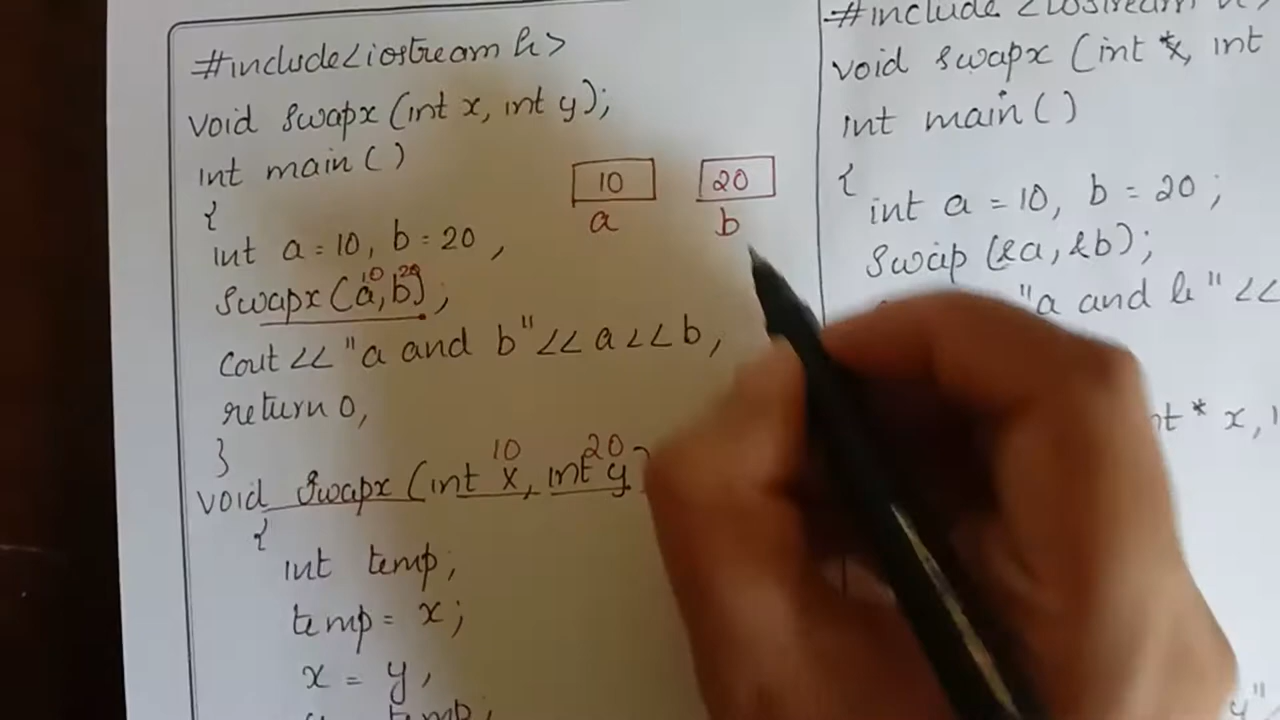 #include<iostream h>
void swapx (int x, int y);
int main ( )
{
int a = 10, b = 20 ,
10 20
a b
10 20
swapx (a, b) ;
cout << "a and b" << a << b ,
return 0,
}
10 20
void swapx (int x, int y)
{
int temp;
temp = x ;
x = y ,
temp;
#include <iostream
void swapx (int *x, int
int main ( )
{
int a = 10, b = 20 ;
swap (&a, &b);
"a and b" <<
* x,
y"